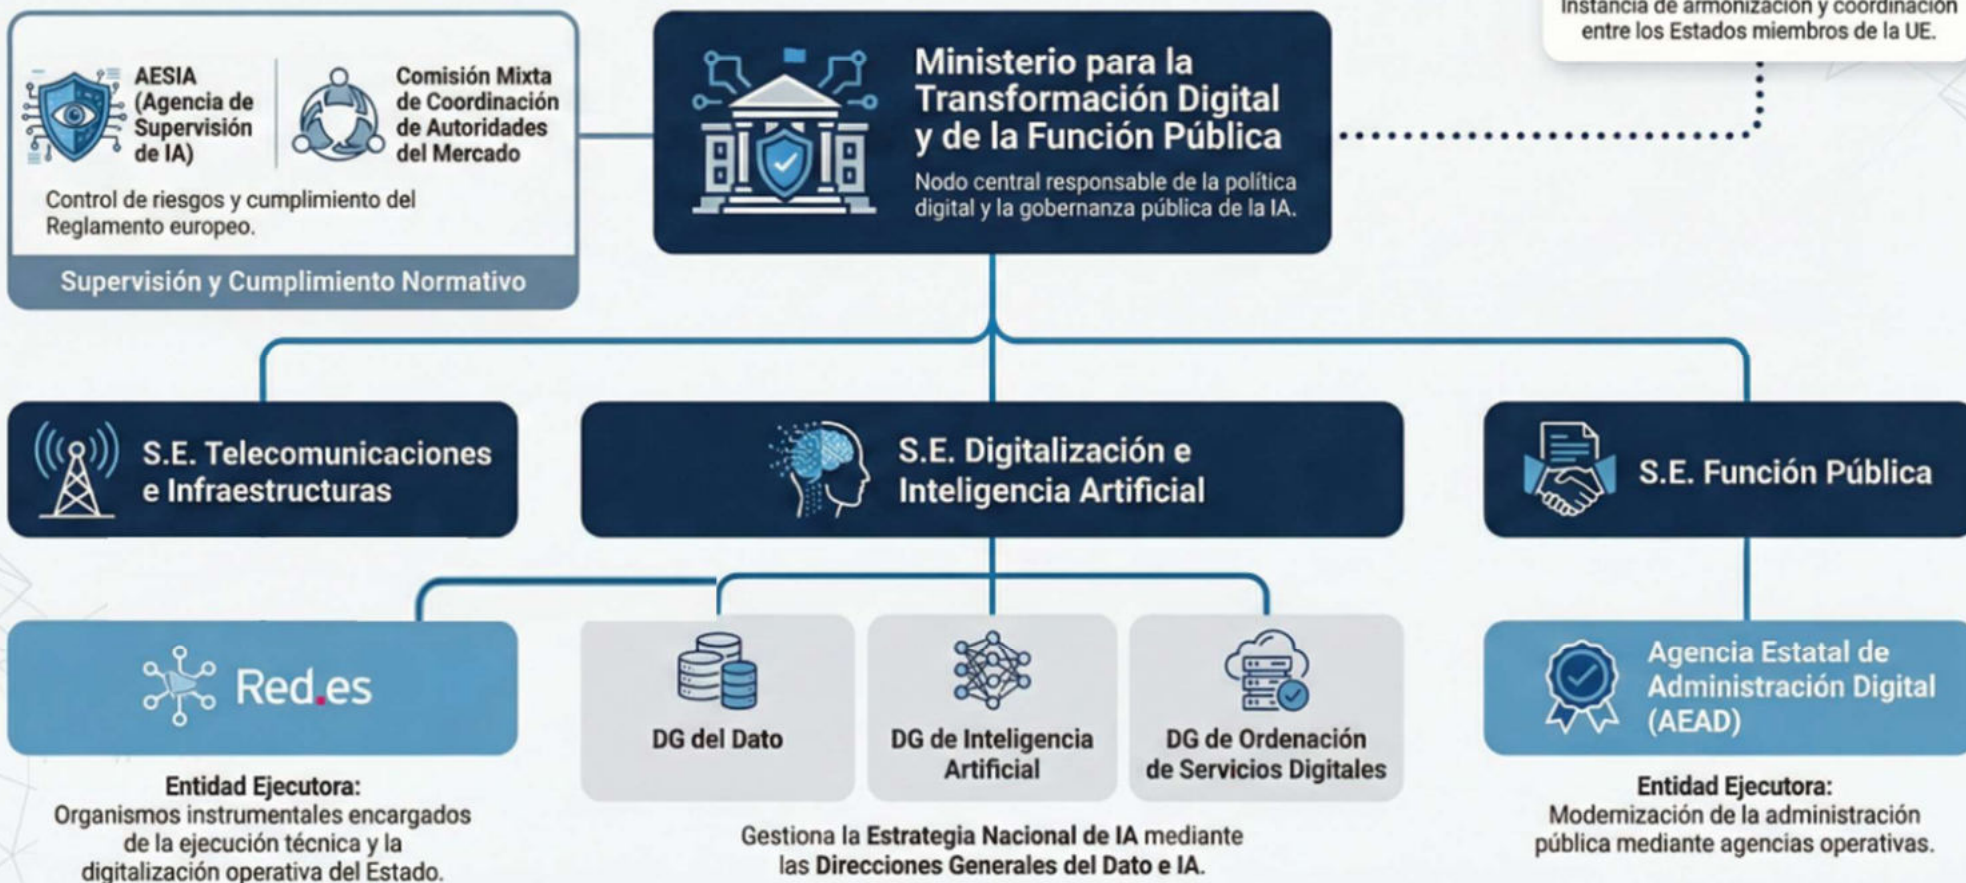 Instancia de armonización y coordinación
entre los Estados miembros de la UE.
AESIA
(Agencia de
Supervisión
de IA)
Comisión Mixta
de Coordinación
de Autoridades
del Mercado
Control de riesgos y cumplimiento del
Reglamento europeo.
Supervisión y Cumplimiento Normativo
Ministerio para la
Transformación Digital
y de la Función Pública
Nodo central responsable de la política
digital y la gobernanza pública de la IA.
S.E. Telecomunicaciones
e Infraestructuras
S.E. Digitalización e
Inteligencia Artificial
S.E. Función Pública
Red.es
Entidad Ejecutora:
Organismos instrumentales encargados
de la ejecución técnica y la
digitalización operativa del Estado.
DG del Dato
DG de Inteligencia
Artificial
DG de Ordenación
de Servicios Digitales
Gestiona la Estrategia Nacional de IA mediante
las Direcciones Generales del Dato e IA.
Agencia Estatal de
Administración Digital
(AEAD)
Entidad Ejecutora:
Modernización de la administración
pública mediante agencias operativas.